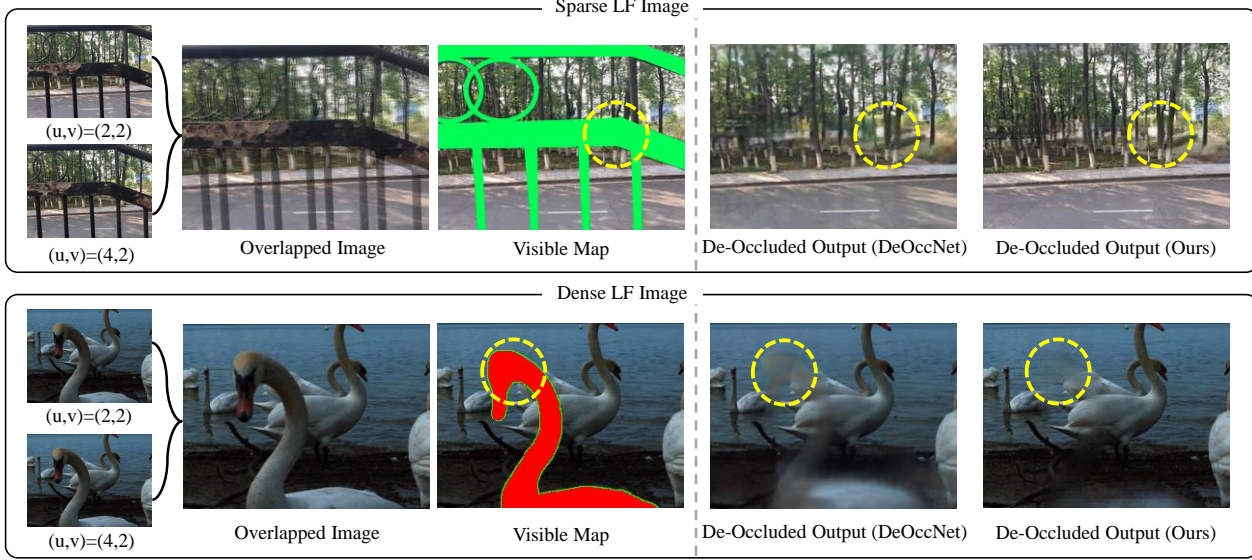 Sparse LF Image
(u,v)=(2,2)
(u,v)=(4,2)
Overlapped Image
Visible Map
De-Occluded Output (DeOccNet)
De-Occluded Output (Ours)
Dense LF Image
(u,v)=(2,2)
(u,v)=(4,2)
Overlapped Image
Visible Map
De-Occluded Output (DeOccNet)
De-Occluded Output (Ours)